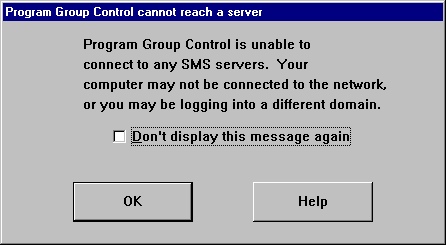 Program Group Control cannot reach a server
Program Group Control is unable to
connect to any SMS servers.  Your
computer may not be connected to the network,
or you may be logging into a different domain.
Don't display this message again
OK
Help